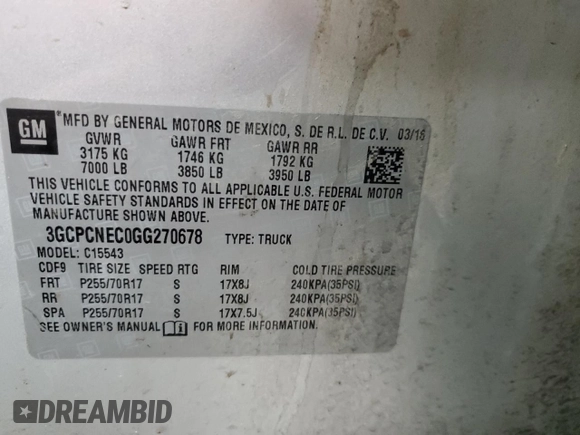 GM
® MFD BY GENERAL MOTORS DE MEXICO, S. DE R.L. DE C.V. 03/16
GVWR GAWR FRT GAWR RR
3175 KG 1746 KG 1792 KG
7000 LB 3850 LB 3950 LB
THIS VEHICLE CONFORMS TO ALL APPLICABLE U.S. FEDERAL MOTOR
VEHICLE SAFETY STANDARDS IN EFFECT ON THE DATE OF
MANUFACTURE SHOWN ABOVE.
3GCPCNEC0GG270678 TYPE: TRUCK
MODEL: C15543
CDF9 TIRE SIZE SPEED RTG RIM COLD TIRE PRESSURE
FRT P255/70R17 S 17X8J 240KPA(35PSI)
RR P255/70R17 S 17X8J 240KPA(35PSI)
SPA P255/70R17 S 17X7.5J 240KPA(35PSI)
SEE OWNER'S MANUAL FOR MORE INFORMATION.
DREAMBID